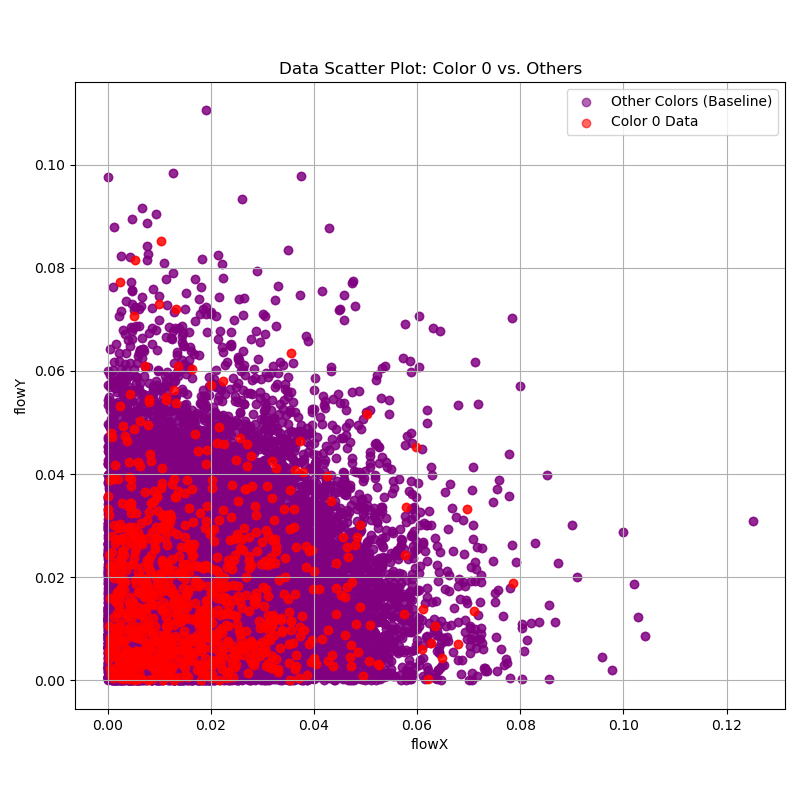 Data Scatter Plot: Color 0 vs. Others
Other Colors (Baseline)
Color 0 Data
flowY
0.10
0.08
0.06
0.04
0.02
0.00
0.00 0.02 0.04 0.06 0.08 0.10 0.12
flowX